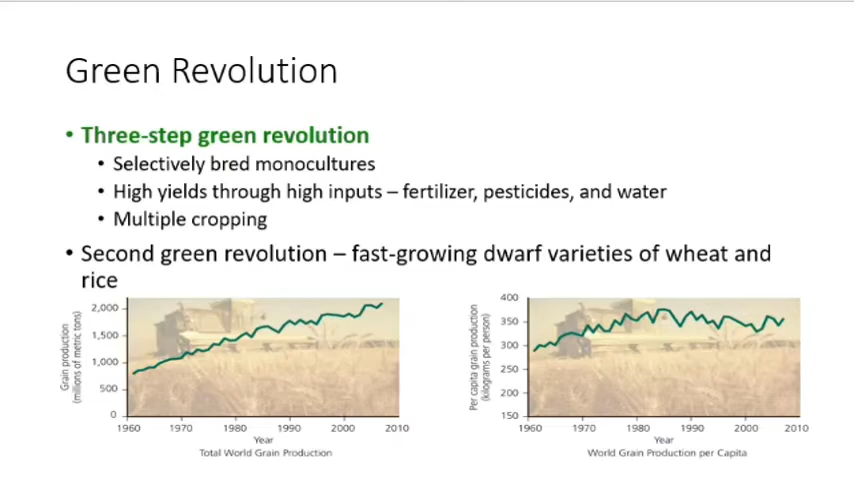 Green Revolution
• Three-step green revolution
• Selectively bred monocultures
• High yields through high inputs – fertilizer, pesticides, and water
• Multiple cropping
• Second green revolution – fast-growing dwarf varieties of wheat and
rice
Grain production
(millions of metric tons)
2,000
1,500
1,000
500
0
1960 1970 1980 1990 2000 2010
Year
Total World Grain Production
Per capita grain production
(kilograms per person)
400
350
300
250
200
150
1960 1970 1980 1990 2000 2010
Year
World Grain Production per Capita